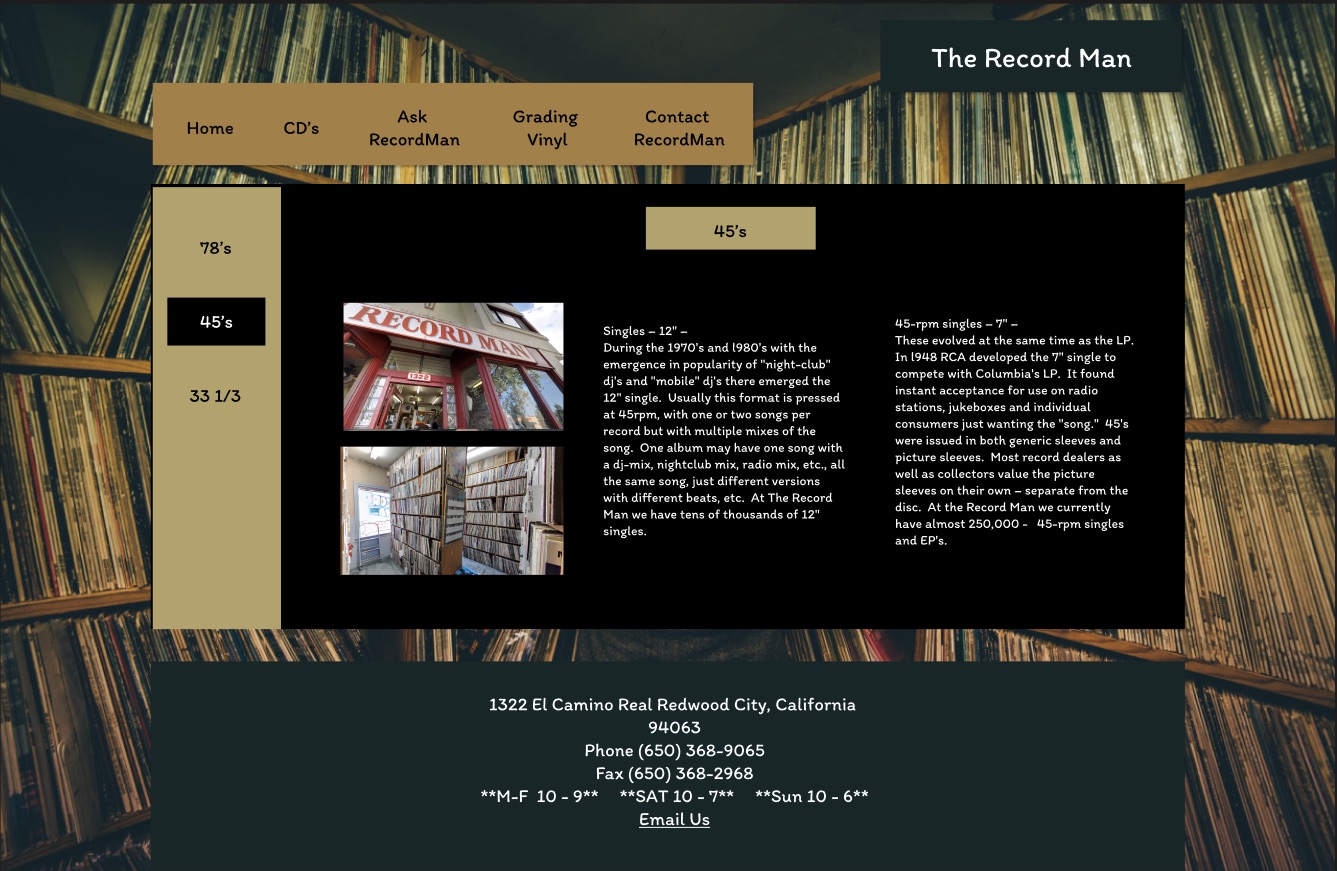 The Record Man
Home
CD's
Ask
RecordMan
Grading
Vinyl
Contact
RecordMan
78's
45's
33 1/3
45's
RECORD MAN
1322
Singles – 12" –
During the 1970's and l980's with the
emergence in popularity of "night-club"
dj's and "mobile" dj's there emerged the
12" single.  Usually this format is pressed
at 45rpm, with one or two songs per
record but with multiple mixes of the
song.  One album may have one song with
a dj-mix, nightclub mix, radio mix, etc., all
the same song, just different versions
with different beats, etc.  At The Record
Man we have tens of thousands of 12"
singles.
45-rpm singles – 7" –
These evolved at the same time as the LP.
In l948 RCA developed the 7" single to
compete with Columbia's LP.  It found
instant acceptance for use on radio
stations, jukeboxes and individual
consumers just wanting the "song."  45's
were issued in both generic sleeves and
picture sleeves.  Most record dealers as
well as collectors value the picture
sleeves on their own – separate from the
disc.  At the Record Man we currently
have almost 250,000 -   45-rpm singles
and EP's.
1322 El Camino Real Redwood City, California
94063
Phone (650) 368-9065
Fax (650) 368-2968
**M-F  10 - 9**    **SAT 10 - 7**    **Sun 10 - 6**
Email Us